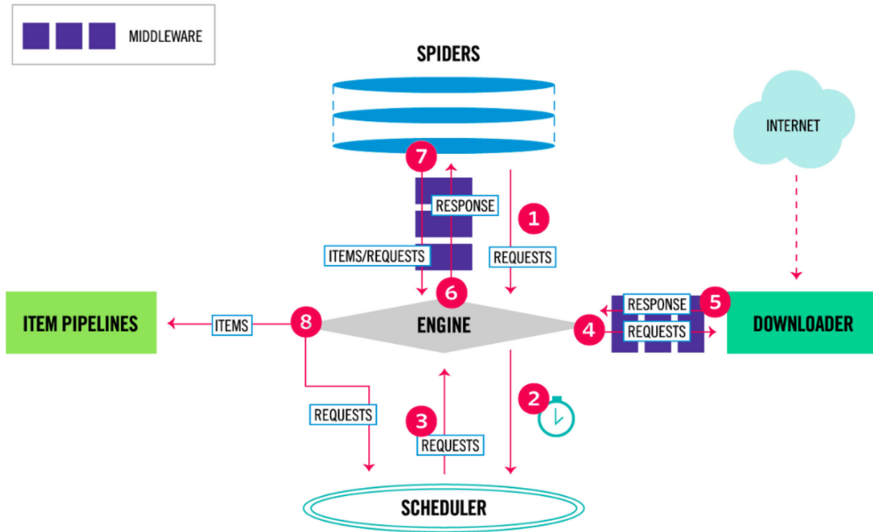 MIDDLEWARE
SPIDERS
INTERNET
7
RESPONSE
1
ITEMS/REQUESTS
REQUESTS
6
RESPONSE
5
ITEM PIPELINES
ITEMS
8
ENGINE
4
REQUESTS
DOWNLOADER
2
REQUESTS
3
REQUESTS
SCHEDULER